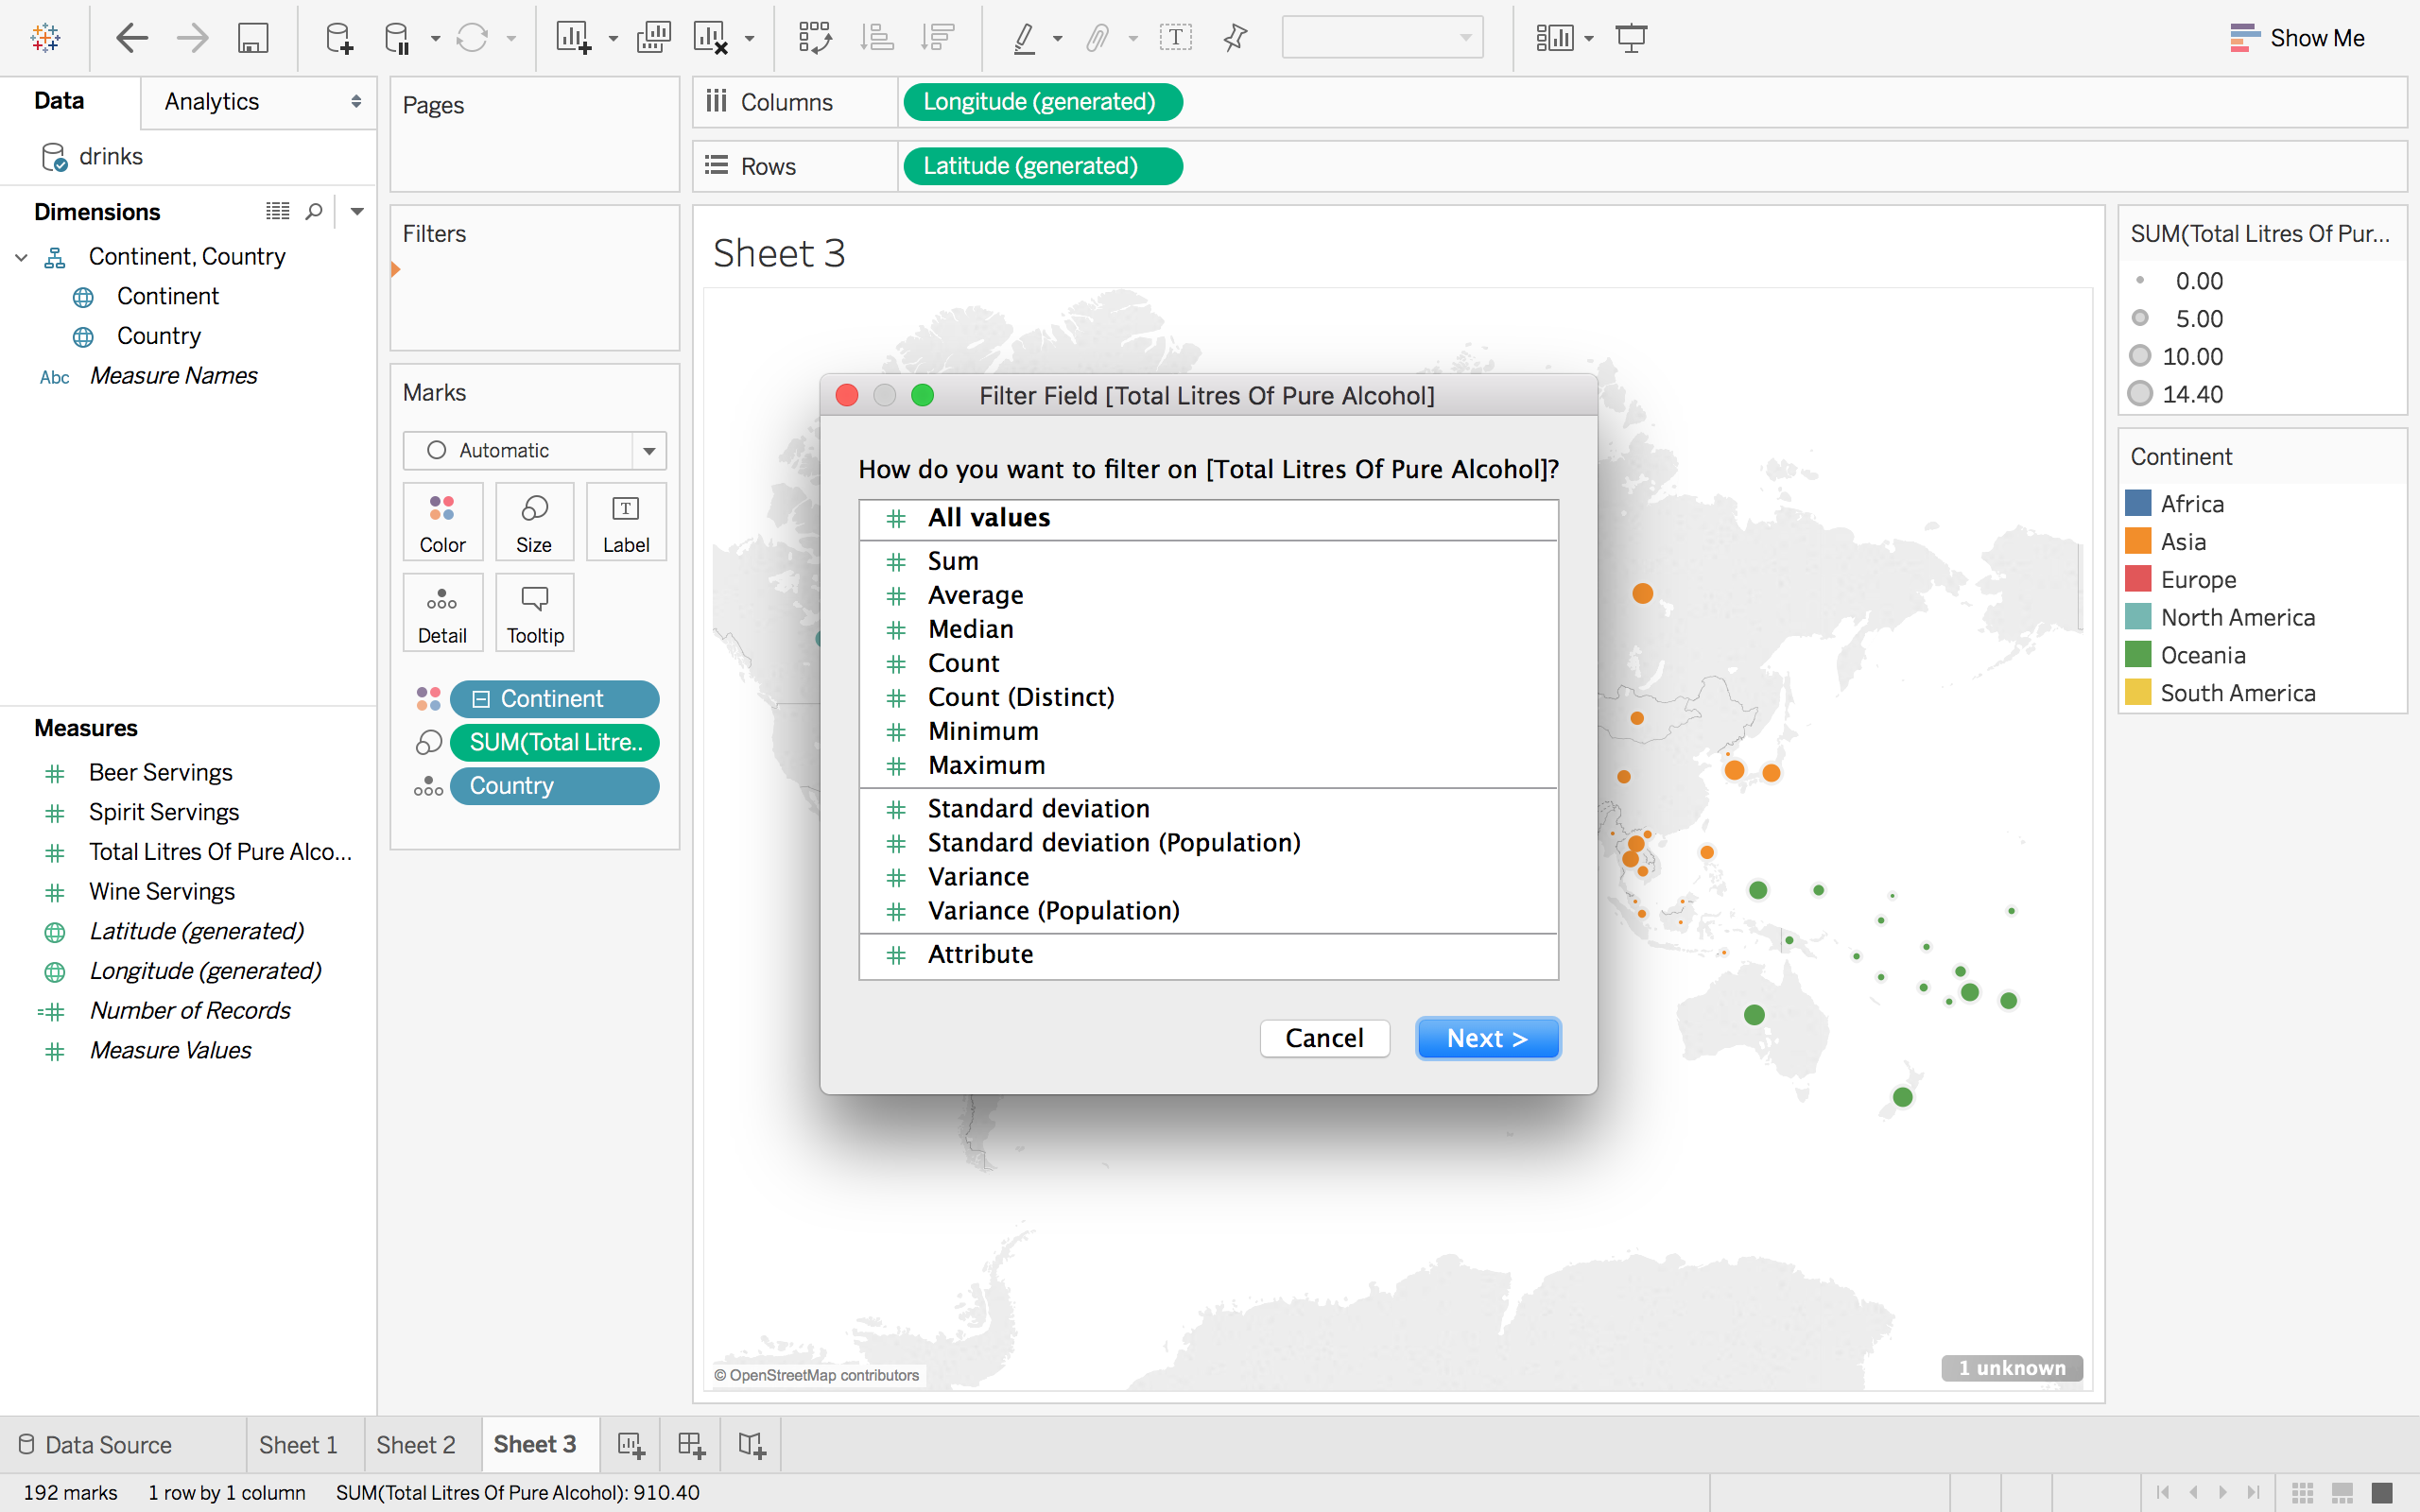 Show Me
Data
Analytics
drinks
Dimensions
Continent, Country
Continent
Country
Abc Measure Names
Measures
Beer Servings
Spirit Servings
Total Litres Of Pure Alco...
Wine Servings
Latitude (generated)
Longitude (generated)
Number of Records
Measure Values
Pages
Filters
Marks
Automatic
Color
Size
Label
Detail
Tooltip
Continent
SUM(Total Litre..
Country
Columns
Longitude (generated)
Rows
Latitude (generated)
Sheet 3
Filter Field [Total Litres Of Pure Alcohol]
How do you want to filter on [Total Litres Of Pure Alcohol]?
All values
Sum
Average
Median
Count
Count (Distinct)
Minimum
Maximum
Standard deviation
Standard deviation (Population)
Variance
Variance (Population)
Attribute
Cancel
Next >
© OpenStreetMap contributors
1 unknown
SUM(Total Litres Of Pur...
0.00
5.00
10.00
14.40
Continent
Africa
Asia
Europe
North America
Oceania
South America
Data Source
Sheet 1
Sheet 2
Sheet 3
192 marks
1 row by 1 column
SUM(Total Litres Of Pure Alcohol): 910.40